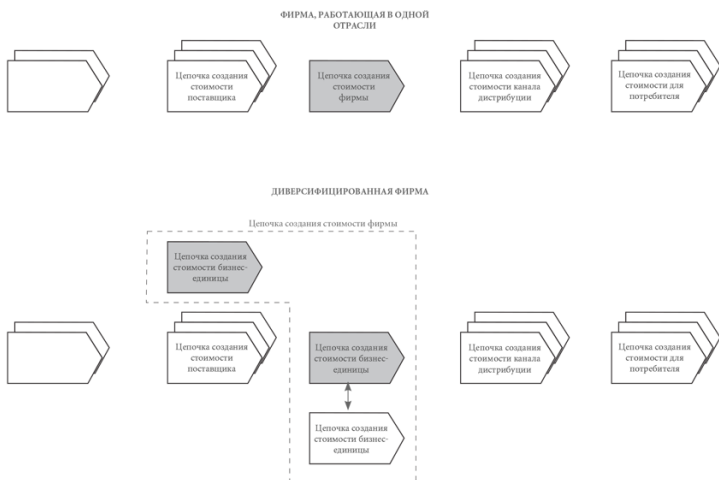 ФИРМА, РАБОТАЮЩАЯ В ОДНОЙ
ОТРАСЛИ
Цепочка создания
стоимости
поставщика
Цепочка создания
стоимости
фирмы
Цепочка создания
стоимости канала
дистрибуции
Цепочка создания
стоимости для
потребителя
ДИВЕРСИФИЦИРОВАННАЯ ФИРМА
Цепочка создания стоимости фирмы
Цепочка создания
стоимости бизнес-
единицы
Цепочка создания
стоимости
поставщика
Цепочка создания
стоимости бизнес-
единицы
Цепочка создания
стоимости канала
дистрибуции
Цепочка создания
стоимости для
потребителя
Цепочка создания
стоимости бизнес-
единицы